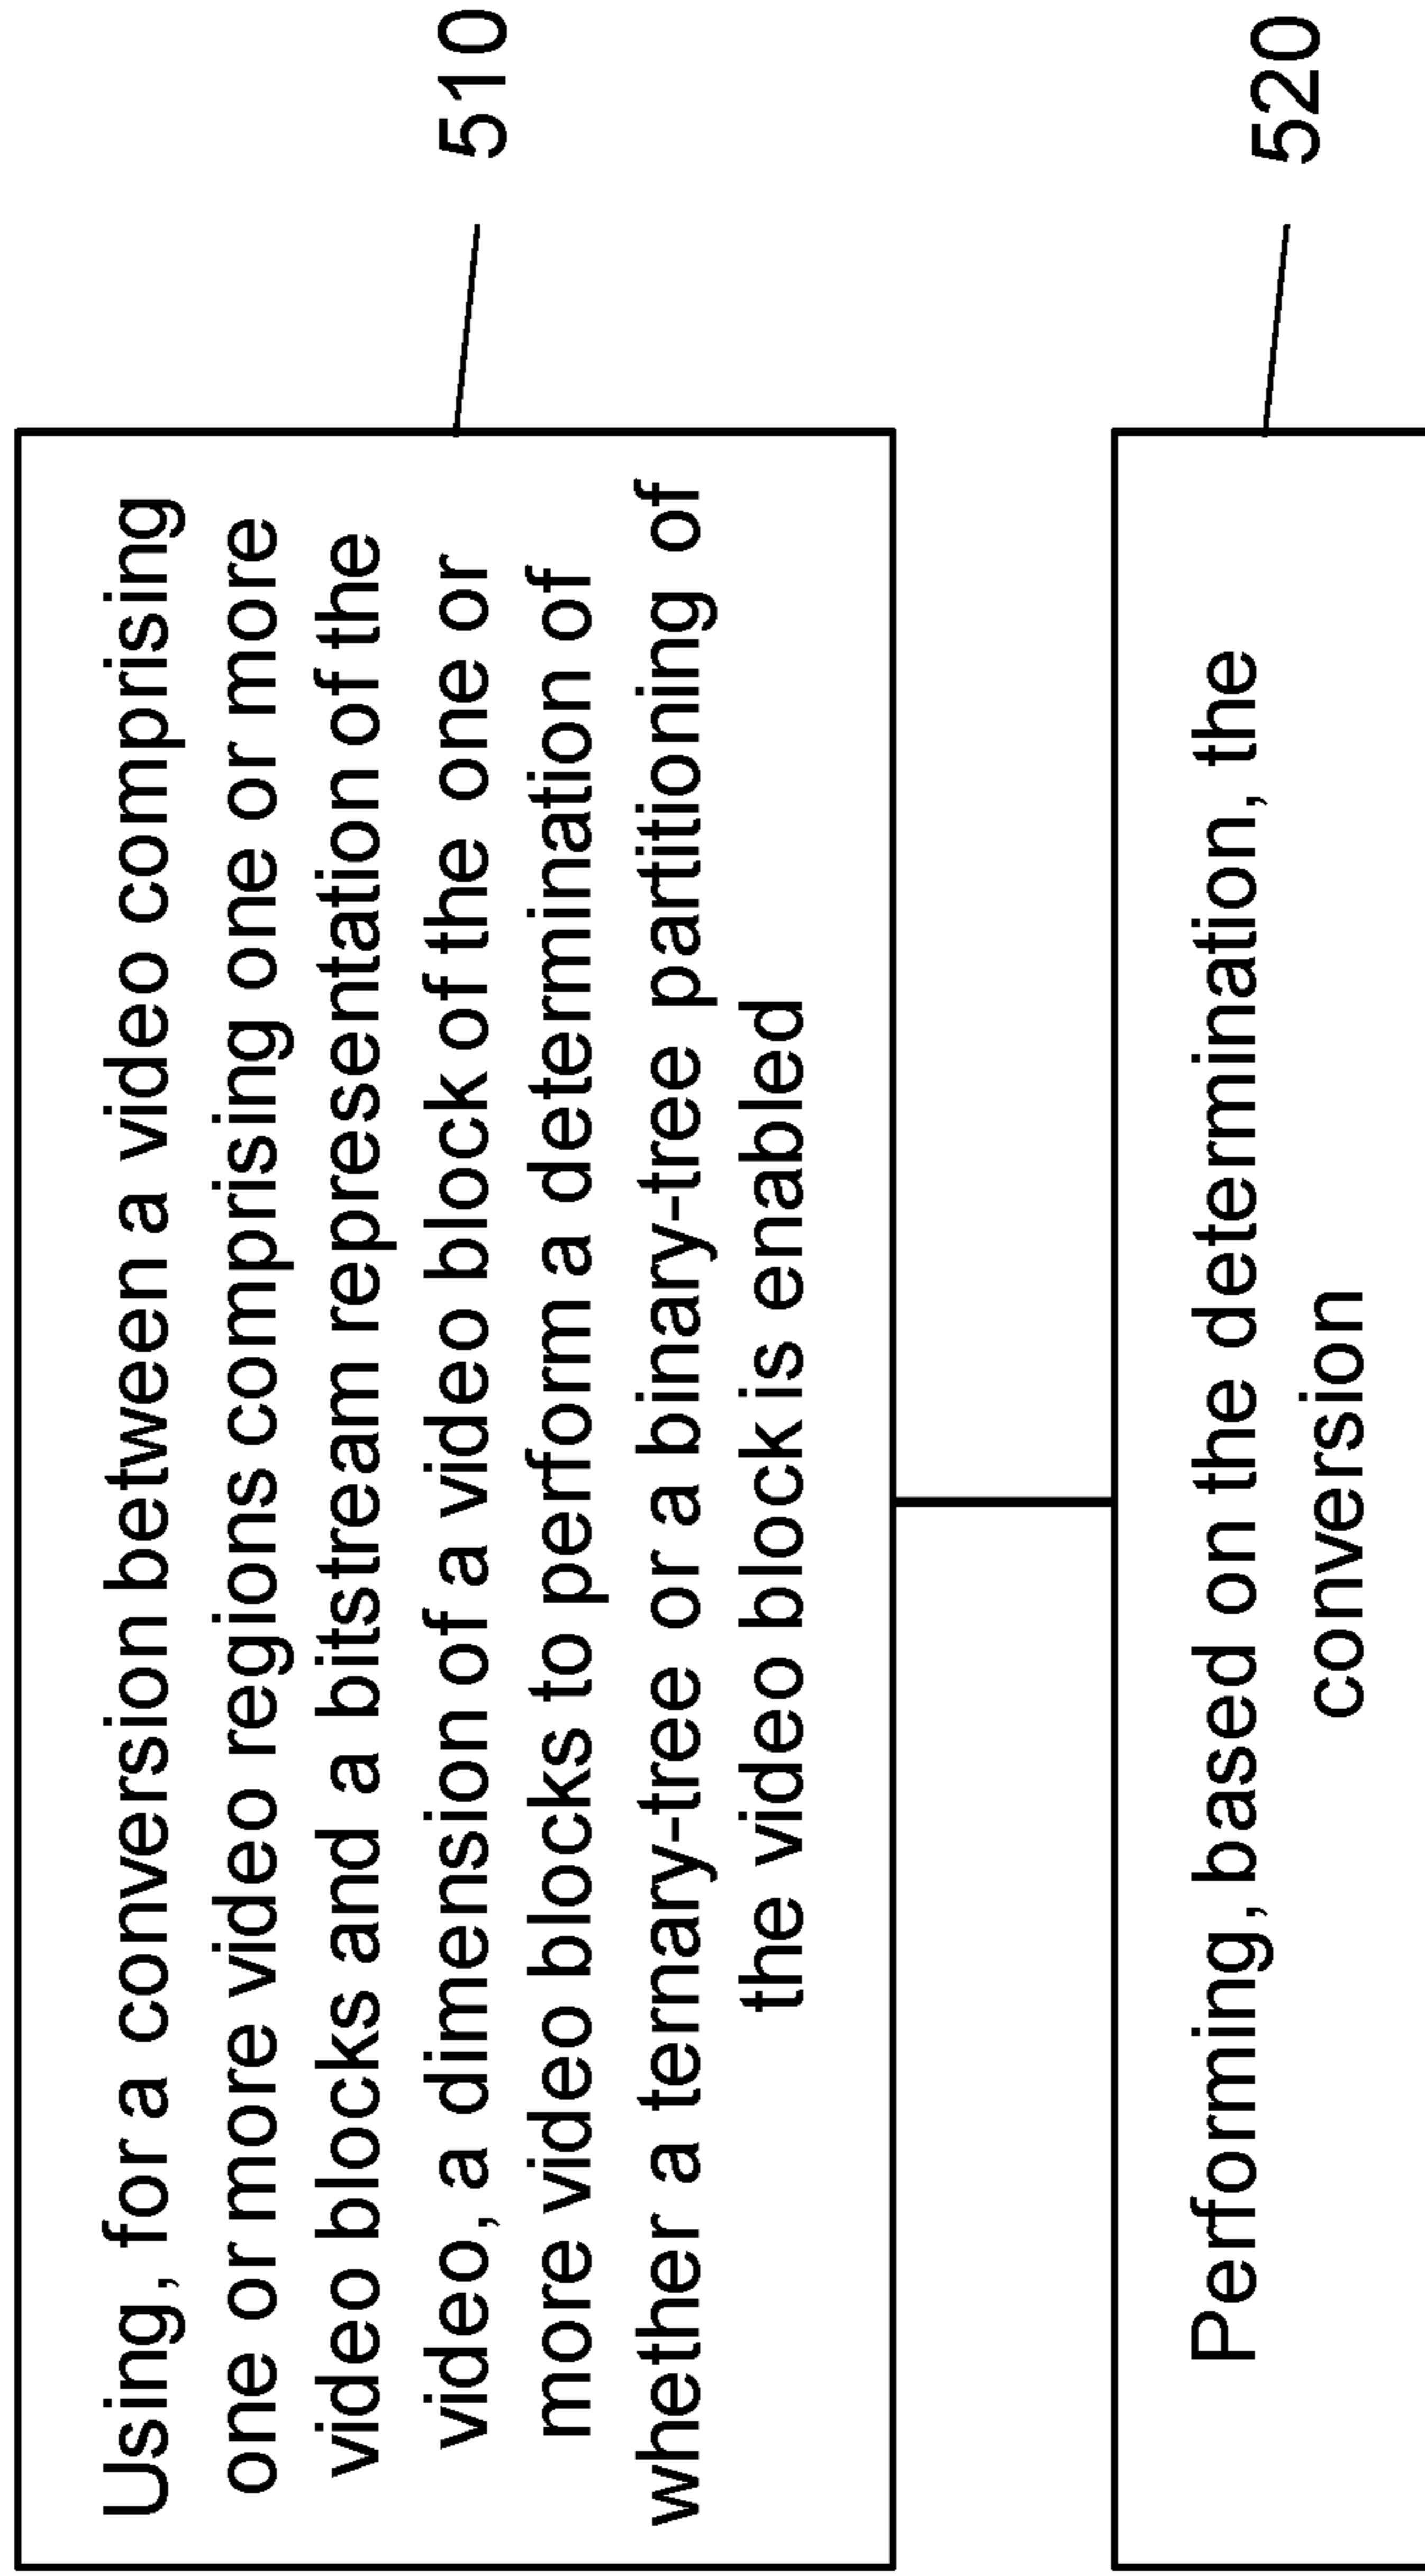 Using, for a conversion between a video comprising
one or more video regions comprising one or more
video blocks and a bitstream representation of the
video, a dimension of a video block of the one or
more video blocks to perform a determination of
whether a ternary-tree or a binary-tree partitioning of
the video block is enabled
510
Performing, based on the determination, the
conversion
520